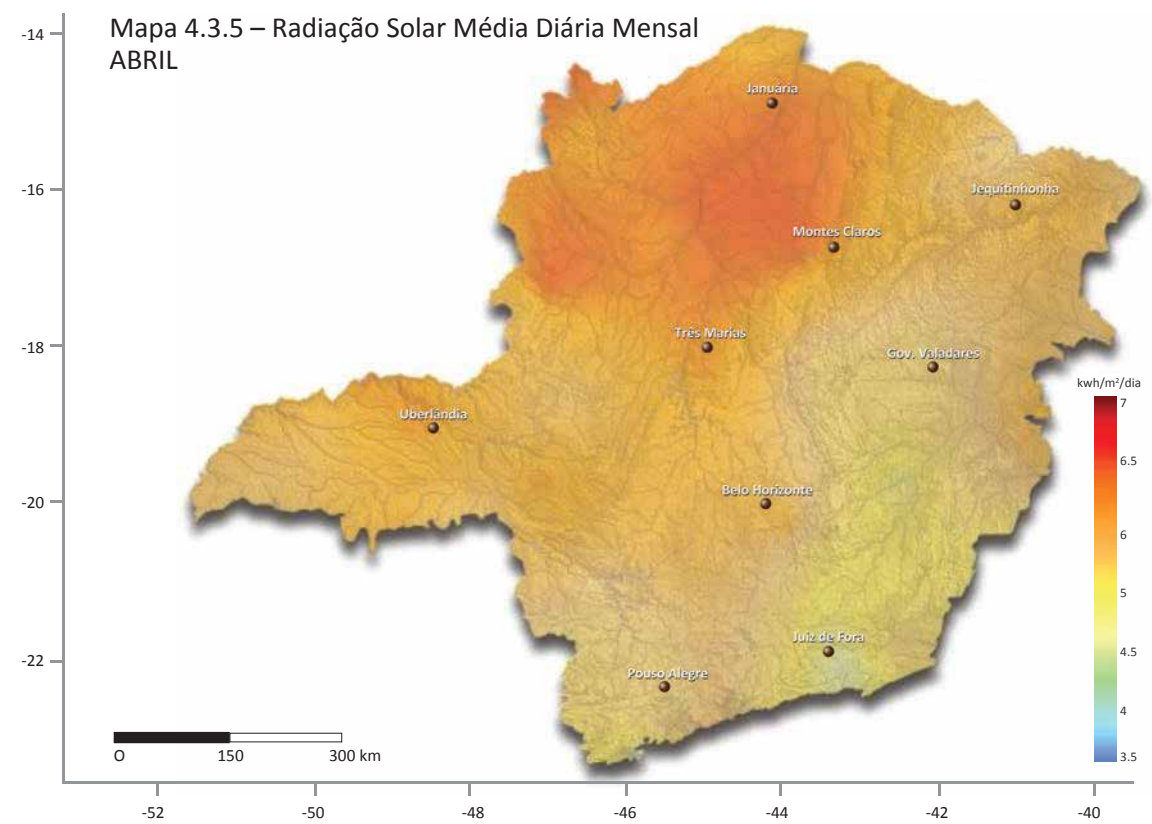 Mapa 4.3.5 – Radiação Solar Média Diária Mensal
ABRIL
-14
-16
-18
-20
-22
Januária
Jequitinhonha
Montes Claros
Três Marias
Gov. Valadares
Uberlândia
Belo Horizonte
Juiz de Fora
Pouso Alegre
kwh/m²/dia
7
6.5
6
5
4.5
4
3.5
O 150 300 km
-52 -50 -48 -46 -44 -42 -40